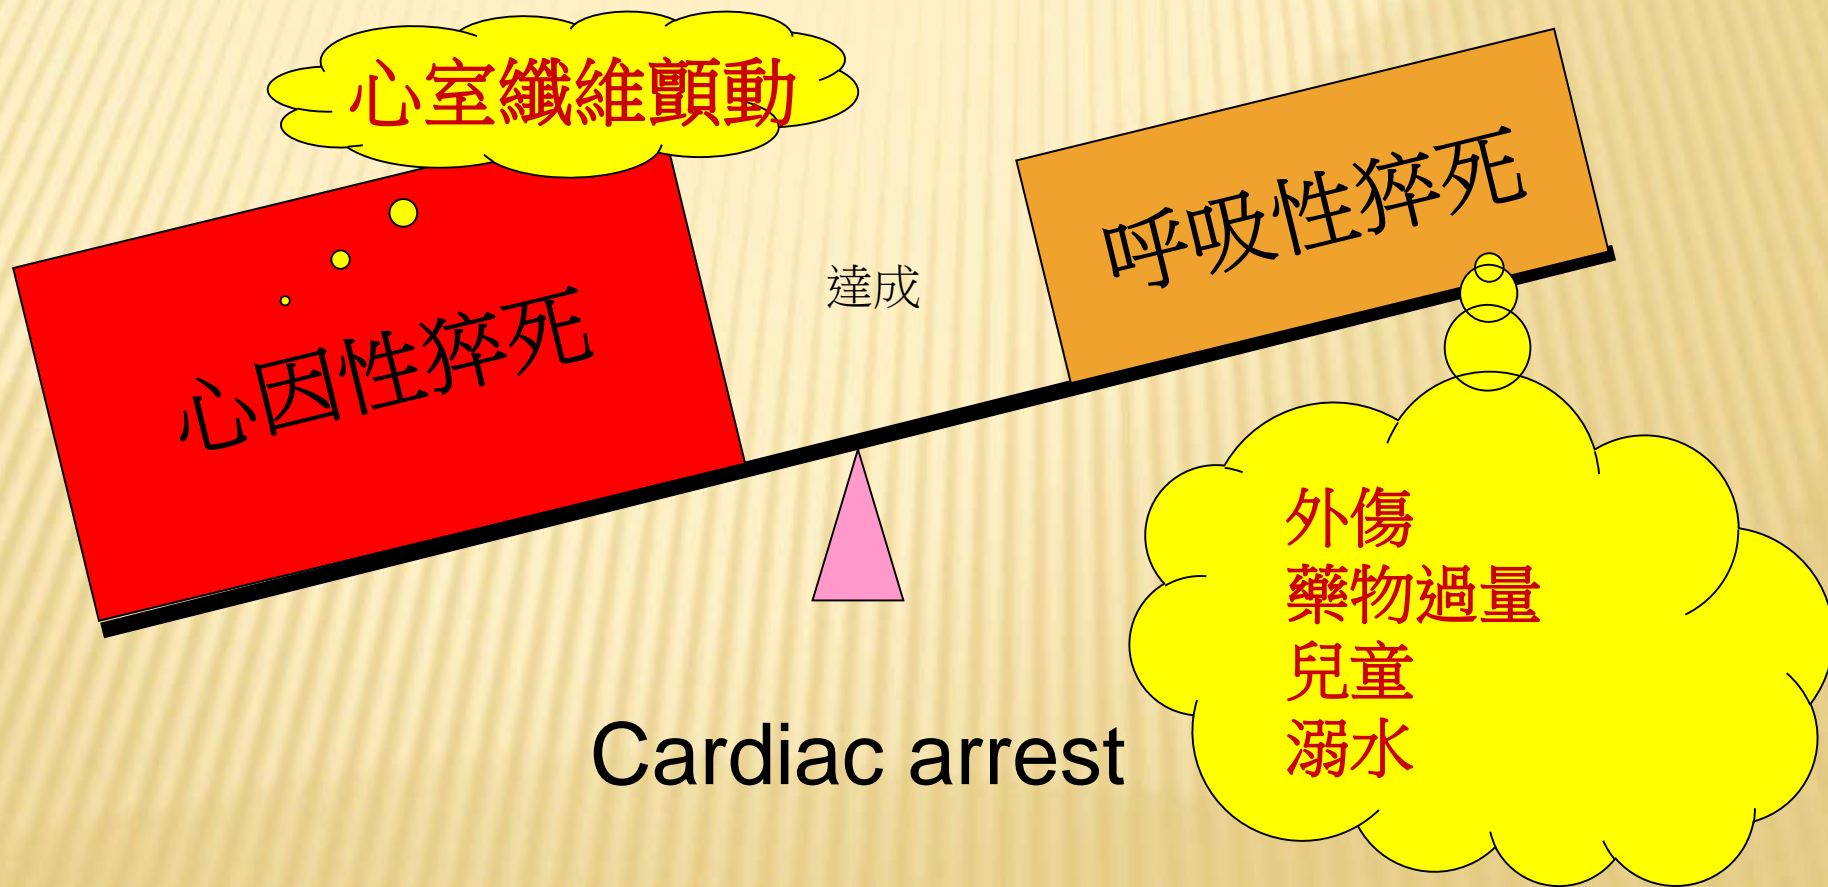 心室纖維顫動
呼吸性猝死
達成
心因性猝死
外傷
藥物過量
兒童
溺水
Cardiac arrest